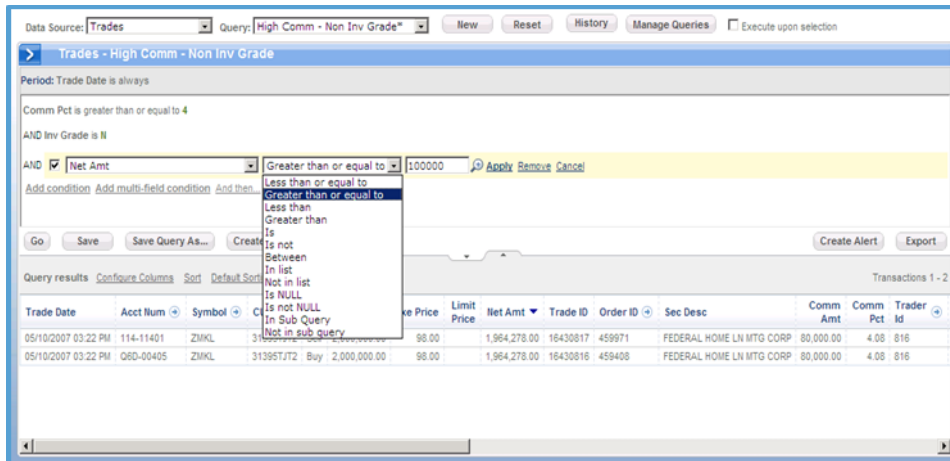 Data Source: Trades Query: High Comm - Non Inv Grade* New Reset History Manage Queries Execute upon selection
Trades - High Comm - Non Inv Grade
Period: Trade Date is always
Comm Pct is greater than or equal to 4
AND Inv Grade is N
AND Net Amt Greater than or equal to 100000 Apply Remove Cancel
Add condition Add multi-field condition And then...
Less than or equal to
Greater than or equal to
Less than
Greater than
Is
Is not
Between
In list
Not in list
Is NULL
Is not NULL
In Sub Query
Not in sub query
Go Save Save Query As... Create Alert Export
Query results Configure Columns Sort Transactions 1 - 2
Trade Date Acct Num Symbol Price Limit Price Net Amt Trade ID Order ID Sec Desc Comm Amt Comm Pct Trader Id
05/10/2007 03:22 PM 114-11401 ZMKL 98.00 1,964,278.00 16430817 459971 FEDERAL HOME LN MTG CORP 80,000.00 4.08 816
05/10/2007 03:22 PM Q6D-00405 ZMKL 31395TJT2 Buy 2,000,000.00 98.00 1,964,278.00 16430816 459408 FEDERAL HOME LN MTG CORP 80,000.00 4.08 816